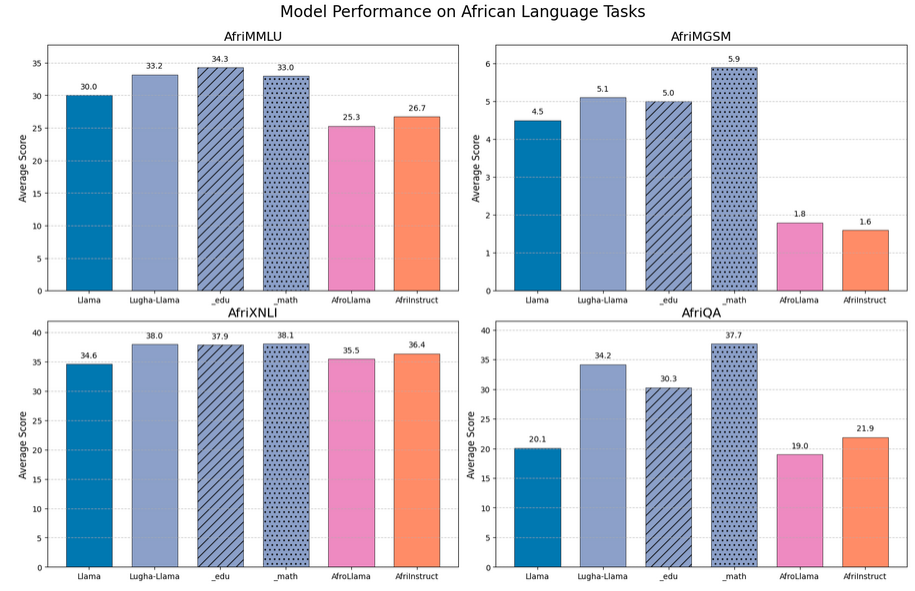 Model Performance on African Language Tasks
AfriMMLU
Average Score
35
30
25
20
15
10
5
0
30.0
33.2
34.3
33.0
25.3
26.7
Llama
Lugha-Llama
_edu
_math
AfroLlama
AfriInstruct
AfriMGSM
Average Score
6
5
4
3
2
1
0
4.5
5.1
5.0
5.9
1.8
1.6
Llama
Lugha-Llama
_edu
_math
AfroLlama
AfriInstruct
AfriXNLI
Average Score
40
35
30
25
20
15
10
5
0
34.6
38.0
37.9
38.1
35.5
36.4
Llama
Lugha-Llama
_edu
_math
AfroLlama
AfriInstruct
AfriQA
Average Score
40
35
30
25
20
15
10
5
0
20.1
34.2
30.3
37.7
19.0
21.9
Llama
Lugha-Llama
_edu
_math
AfroLlama
AfriInstruct